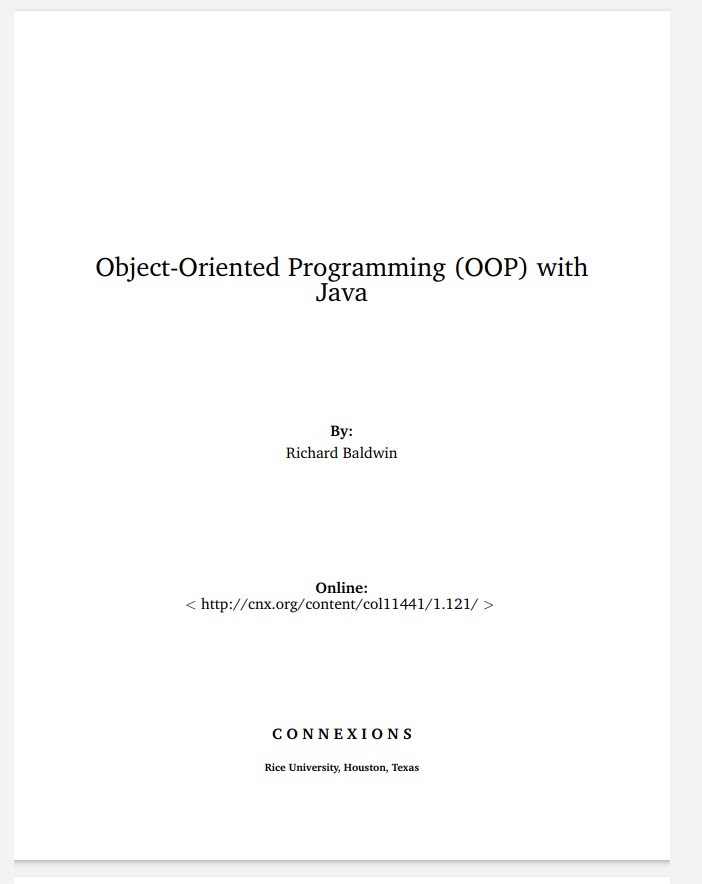 Object-Oriented Programming (OOP) with
Java
By:
Richard Baldwin
Online:
< http://cnx.org/content/col11441/1.121/ >
CONNEXIONS
Rice University, Houston, Texas